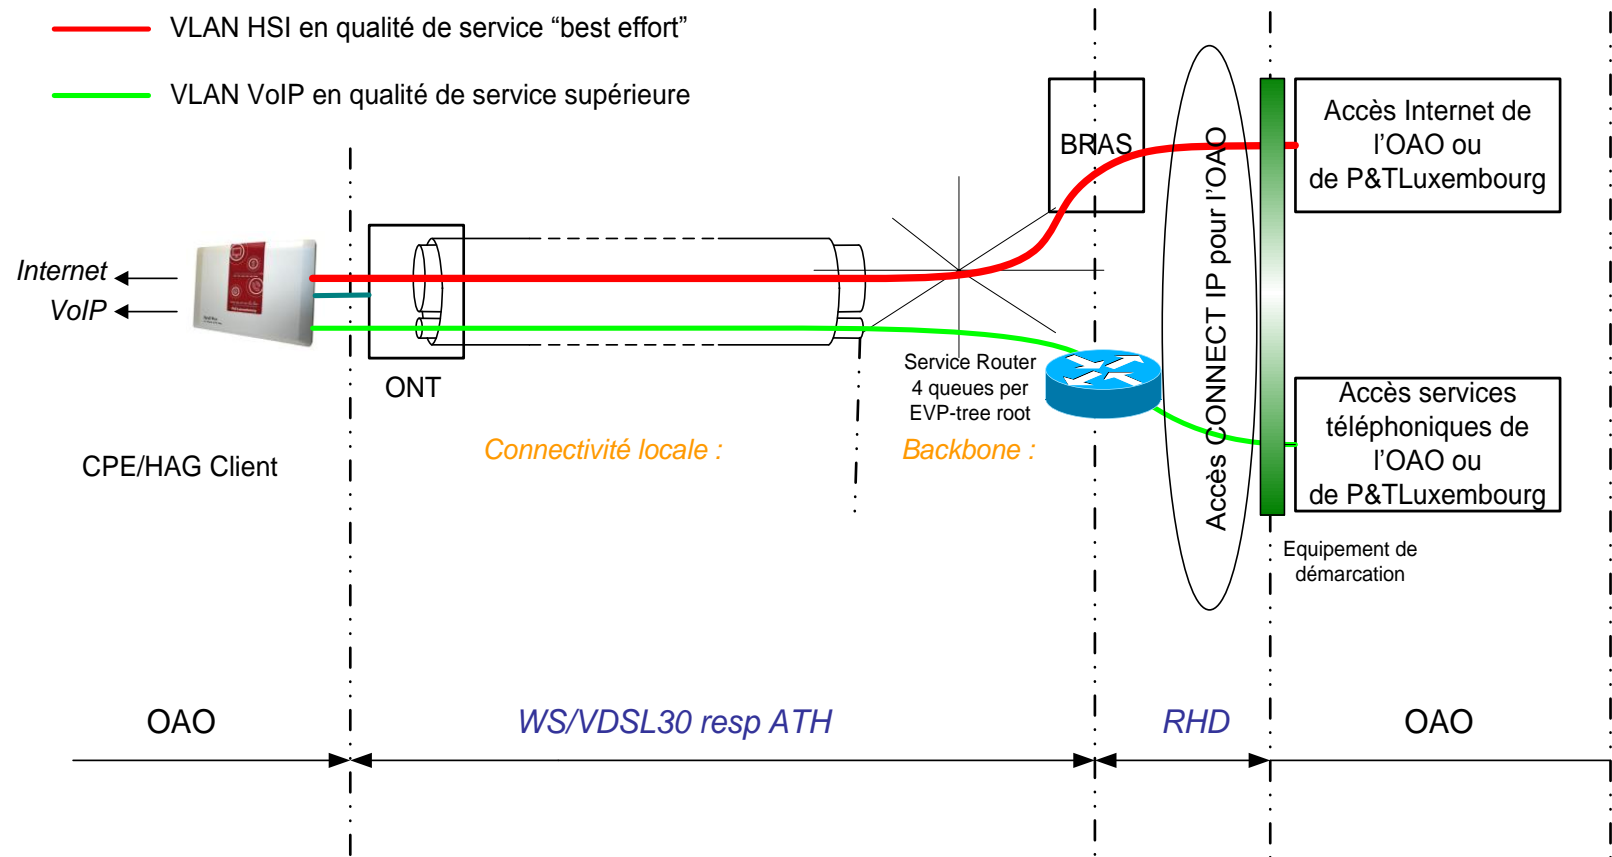 VLAN HSI en qualité de service “best effort”
VLAN VoIP en qualité de service supérieure
BRAS
Accès Internet de
l’OAO ou
de P&TLuxembourg
Accès CONNECT IP pour l’OAO
Internet
VoIP
ONT
Service Router
4 queues per
EVP-tree root
Accès services
téléphoniques de
l’OAO ou
de P&TLuxembourg
CPE/HAG Client
Connectivité locale :
Backbone :
Equipement de
démarcation
OAO
WS/VDSL30 resp ATH
RHD
OAO